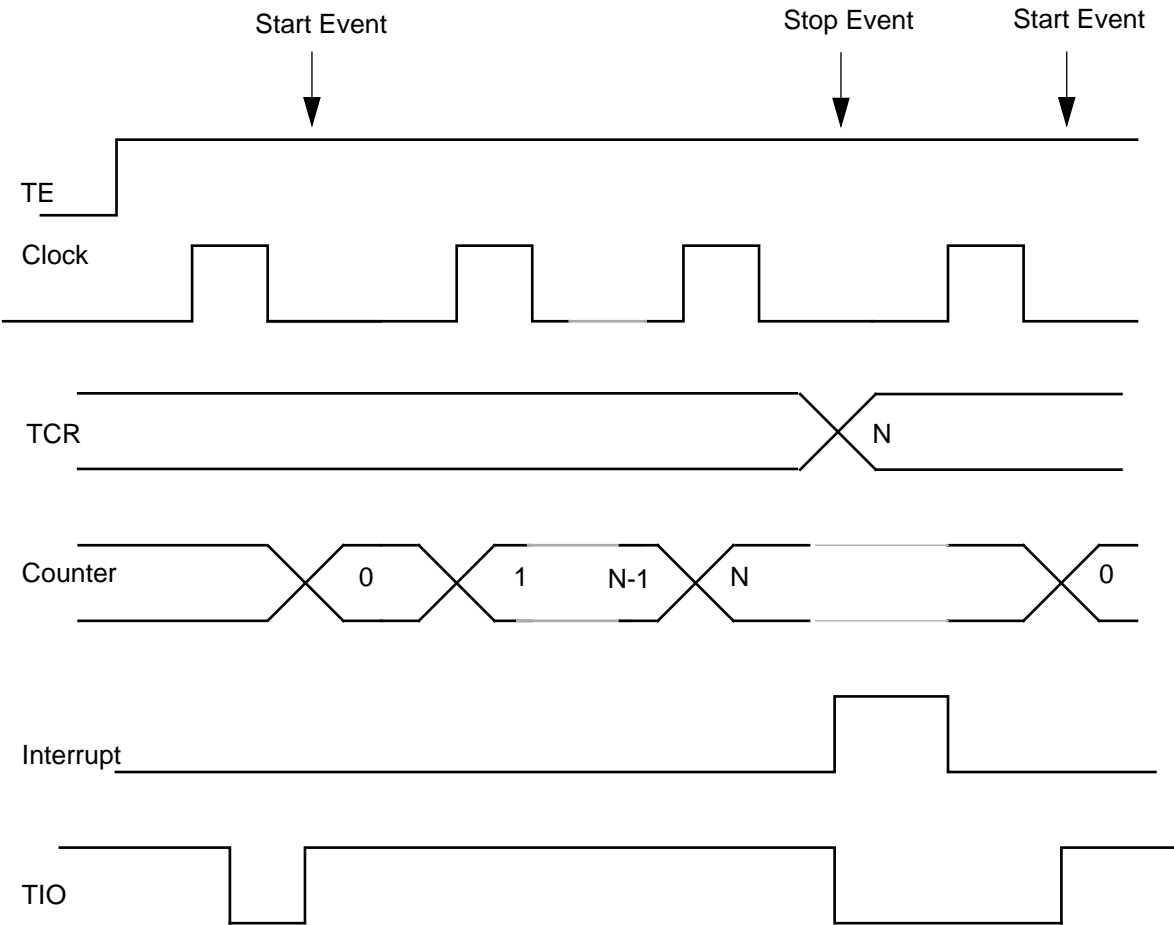 Start Event
Stop Event
Start Event
TE
Clock
TCR
N
Counter
0
1
N-1
N
0
Interrupt
TIO